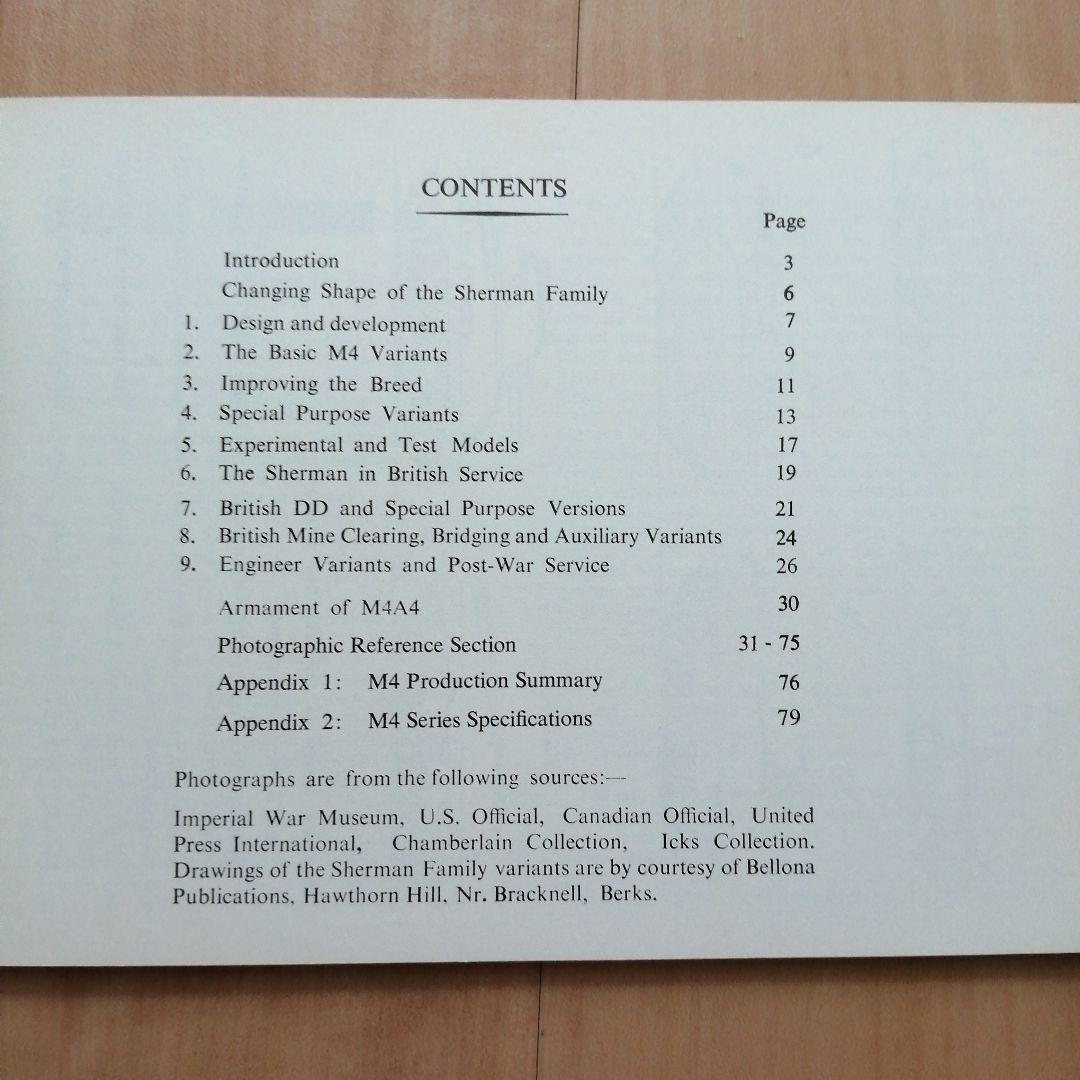 CONTENTS
Page
Introduction 3
Changing Shape of the Sherman Family 6
1. Design and development 7
2. The Basic M4 Variants 9
3. Improving the Breed 11
4. Special Purpose Variants 13
5. Experimental and Test Models 17
6. The Sherman in British Service 19
7. British DD and Special Purpose Versions 21
8. British Mine Clearing, Bridging and Auxiliary Variants 24
9. Engineer Variants and Post-War Service 26
Armament of M4A4 30
Photographic Reference Section 31 - 75
Appendix 1: M4 Production Summary 76
Appendix 2: M4 Series Specifications 79
Photographs are from the following sources:—
Imperial War Museum, U.S. Official, Canadian Official, United
Press International, Chamberlain Collection, Icks Collection.
Drawings of the Sherman Family variants are by courtesy of Bellona
Publications, Hawthorn Hill, Nr. Bracknell, Berks.